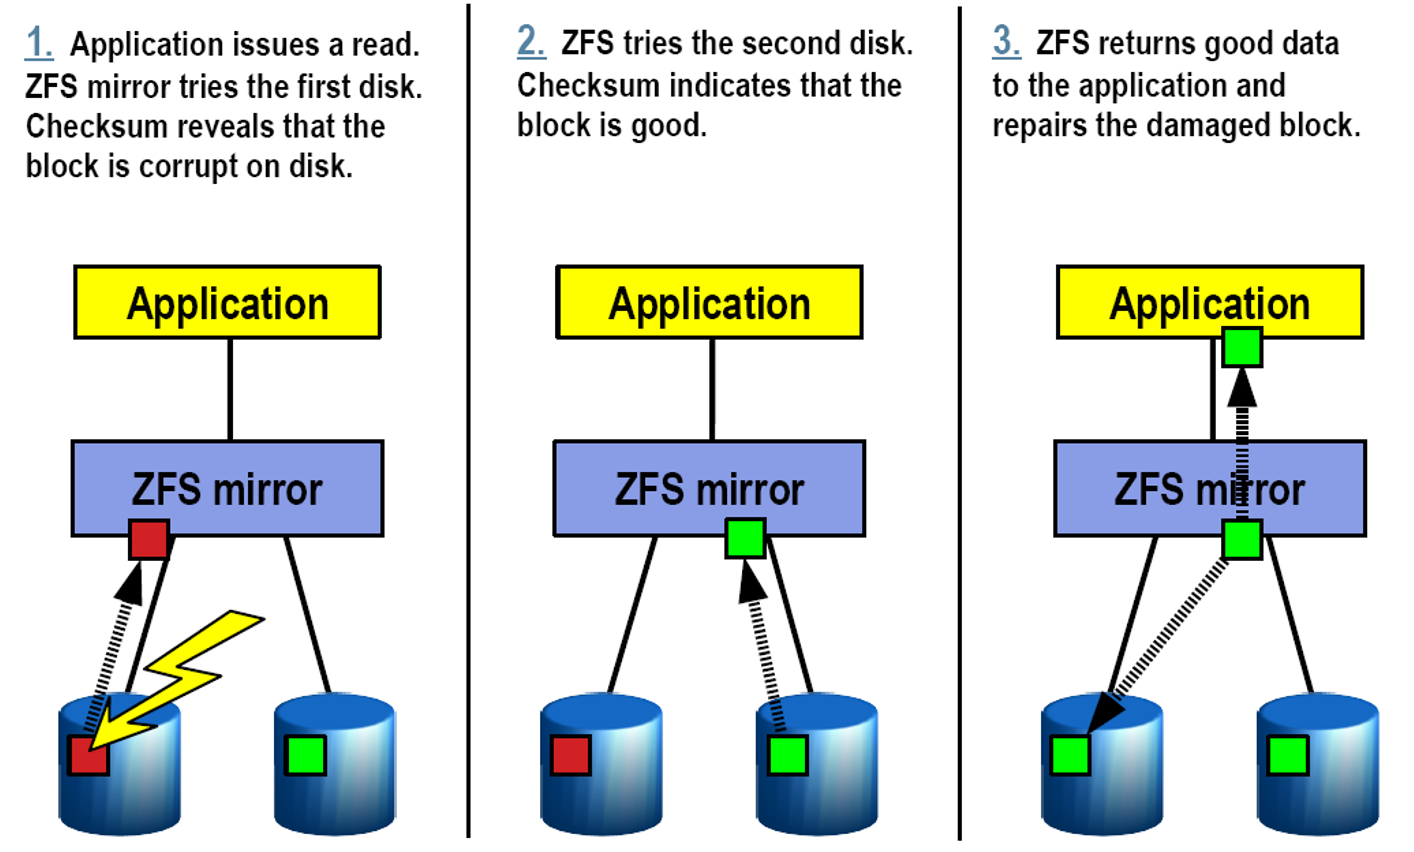 1. Application issues a read.
ZFS mirror tries the first disk.
Checksum reveals that the
block is corrupt on disk.
2. ZFS tries the second disk.
Checksum indicates that the
block is good.
3. ZFS returns good data
to the application and
repairs the damaged block.
Application
ZFS mirror
Application
ZFS mirror
Application
ZFS mirror